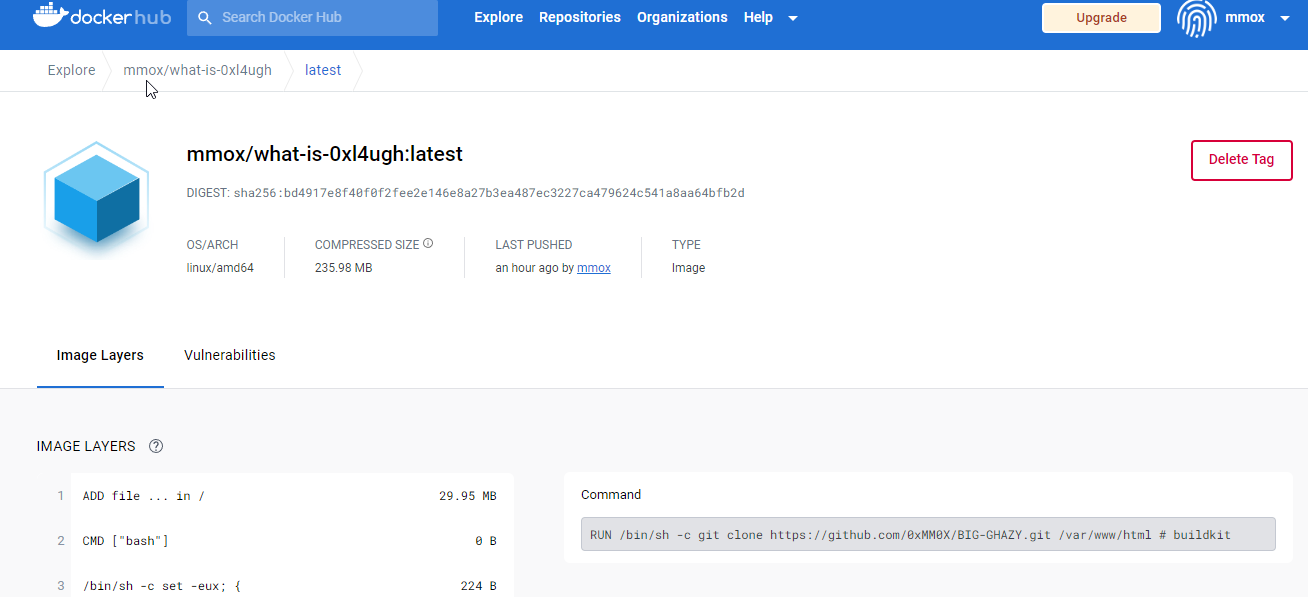 dockerhub Search Docker Hub Explore Repositories Organizations Help Upgrade mmox
Explore mmox/what-is-0xl4ugh latest
mmox/what-is-0xl4ugh:latest
Delete Tag
DIGEST: sha256:bd4917e8f40f0f2fee2e146e8a27b3ea487ec3227ca479624c541a8aa64bfb2d
OS/ARCH COMPRESSED SIZE LAST PUSHED TYPE
linux/amd64 235.98 MB an hour ago by mmox Image
Image Layers Vulnerabilities
IMAGE LAYERS
1 ADD file ... in / 29.95 MB
Command
RUN /bin/sh -c git clone https://github.com/0xMM0X/BIG-GHAZY.git /var/www/html # buildkit
2 CMD ["bash"] 0 B
3 /bin/sh -c set -eux; { 224 B